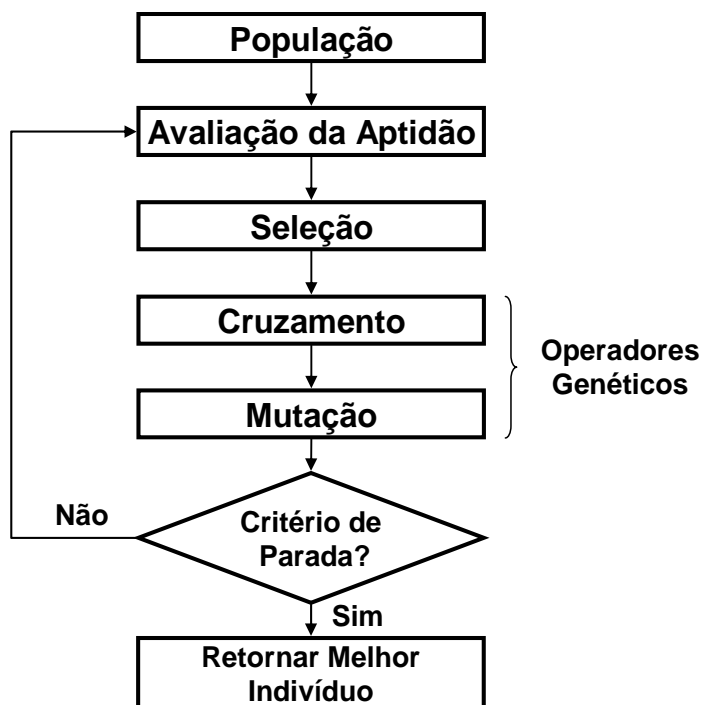 População
Avaliação da Aptidão
Seleção
Cruzamento
Operadores
Genéticos
Mutação
Não
Critério de
Parada?
Sim
Retornar Melhor
Indivíduo